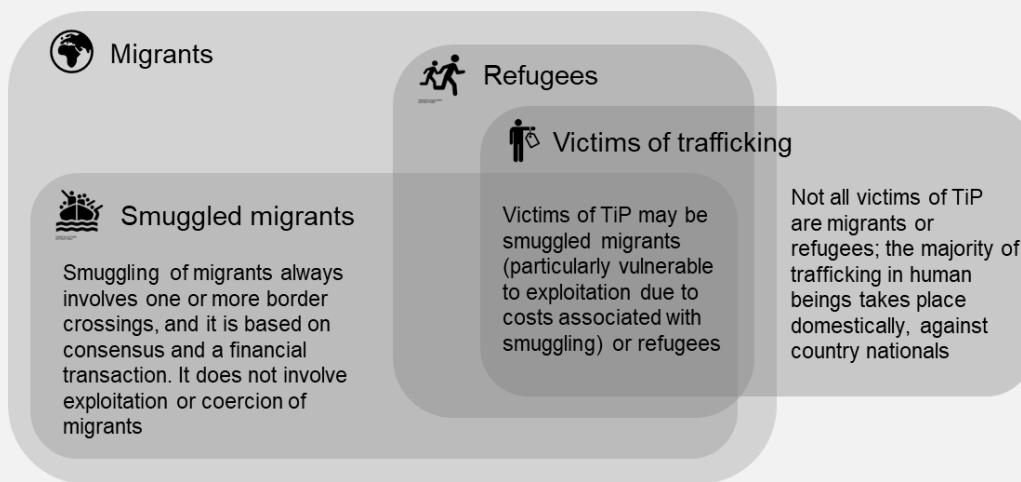 Migrants
Refugees
Victims of trafficking
Smuggled migrants
Smuggling of migrants always
involves one or more border
crossings, and it is based on
consensus and a financial
transaction. It does not involve
exploitation or coercion of
migrants
Victims of TiP may be
smuggled migrants
(particularly vulnerable
to exploitation due to
costs associated with
smuggling) or refugees
Not all victims of TiP
are migrants or
refugees; the majority of
trafficking in human
beings takes place
domestically, against
country nationals